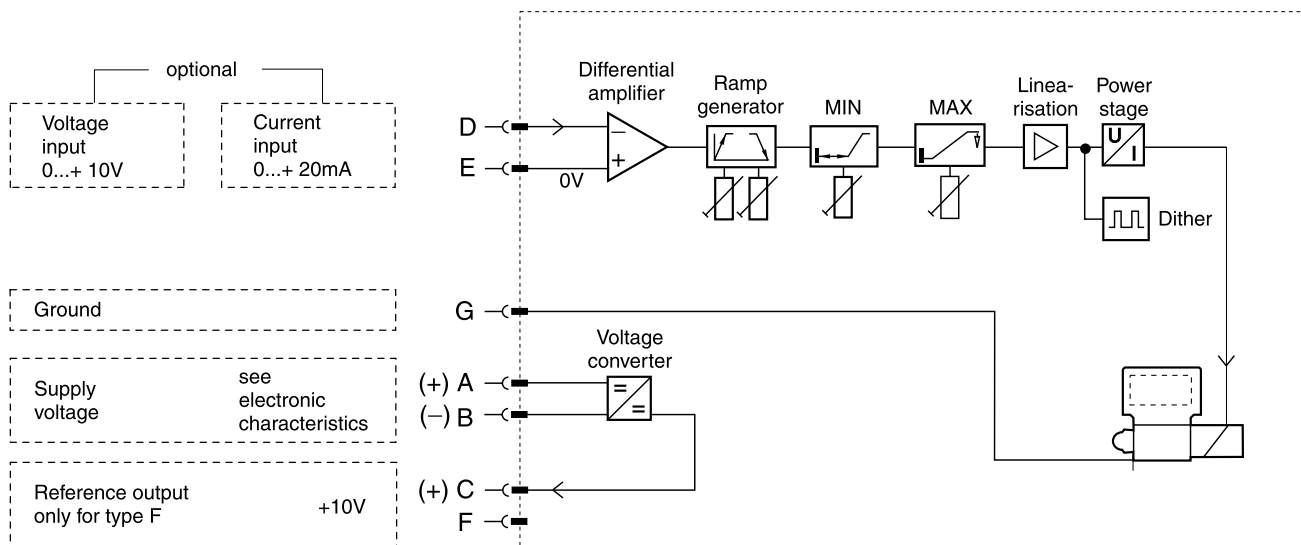 optional
Voltage
input
0...+ 10V
Current
input
0...+ 20mA
D
E
0V
Differential
amplifier
−
+
Ramp
generator
MIN
MAX
Linea-
risation
Power
stage
U
I
Dither
Ground
G
Supply
voltage
see
electronic
characteristics
(+) A
(−) B
Voltage
converter
=
=
Reference output
only for type F
+10V
(+) C
F